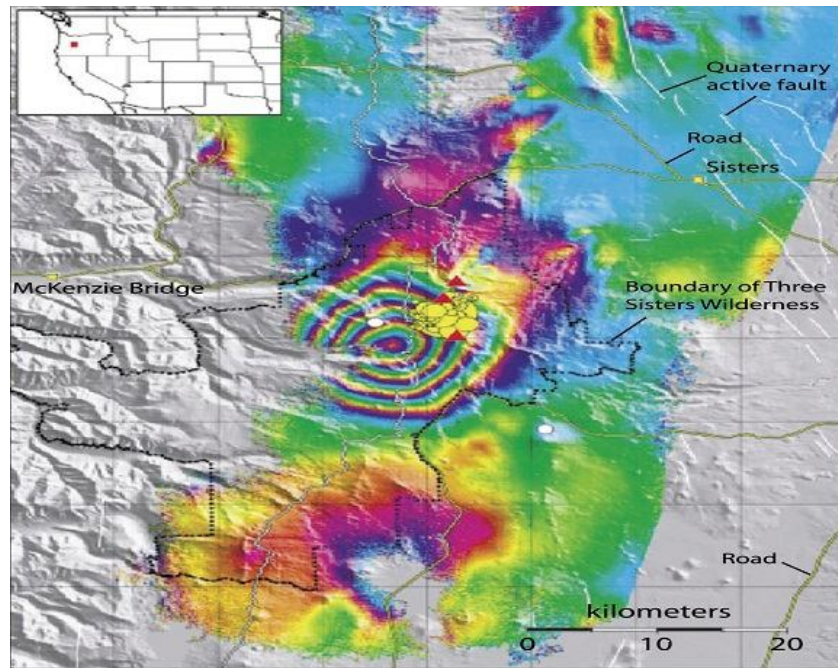 Quaternary
active fault
Road
Sisters
McKenzie Bridge
Boundary of Three
Sisters Wilderness
Road
kilometers
0 10 20